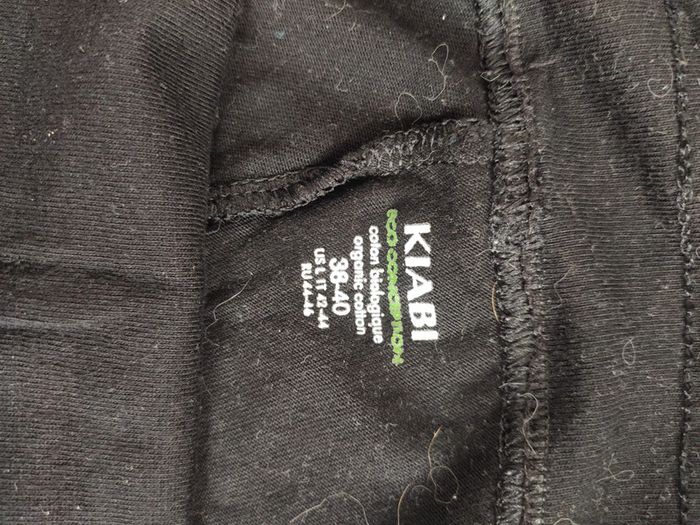 KIABI
ECO CONCEPTION
coton biologique
organic cotton
38-40
US L IT 42-44
RU 44-46